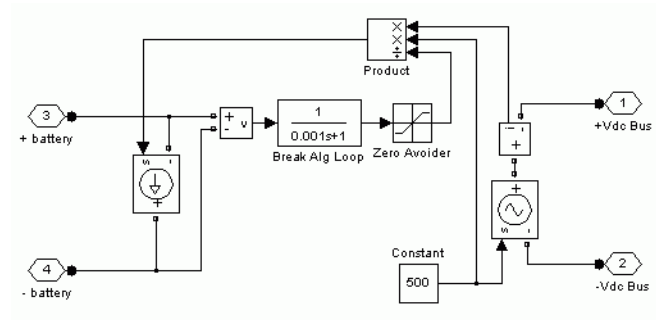 ×
×
÷
Product
3
+ battery
+
-
v
1
0.001s+1
Break Alg Loop
Zero Avoider
i
-
+
1
+Vdc Bus
s
-
+
+
s
-
4
- battery
Constant
500
2
-Vdc Bus